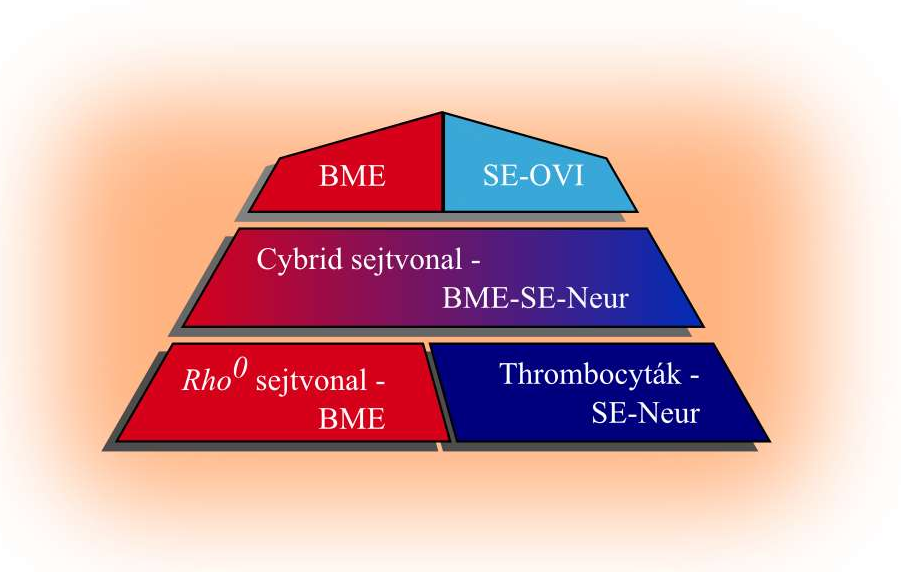 BME
SE-OVI
Cybrid sejtvonal -
BME-SE-Neur
Rho⁰ sejtvonal -
BME
Thrombocyták -
SE-Neur